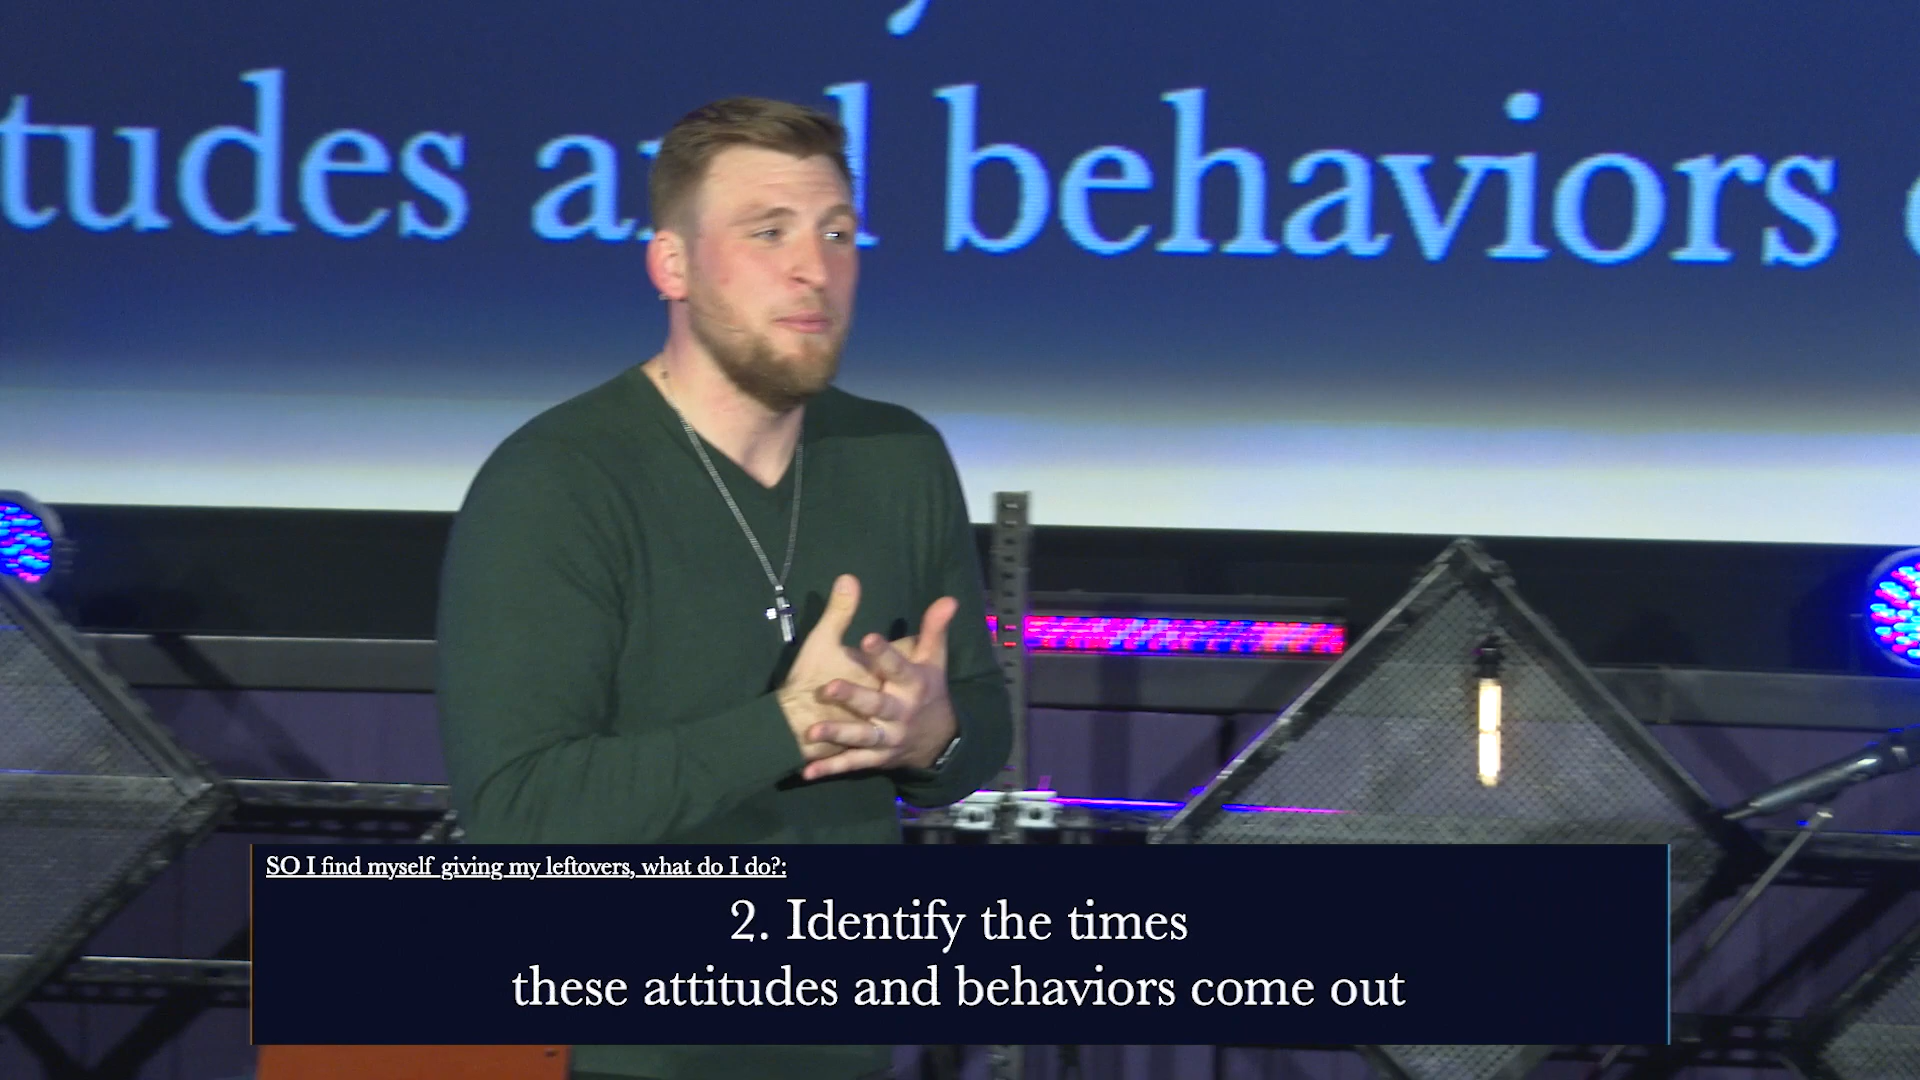 tudes and behaviors
SO I find myself giving my leftovers, what do I do?:
2. Identify the times
these attitudes and behaviors come out